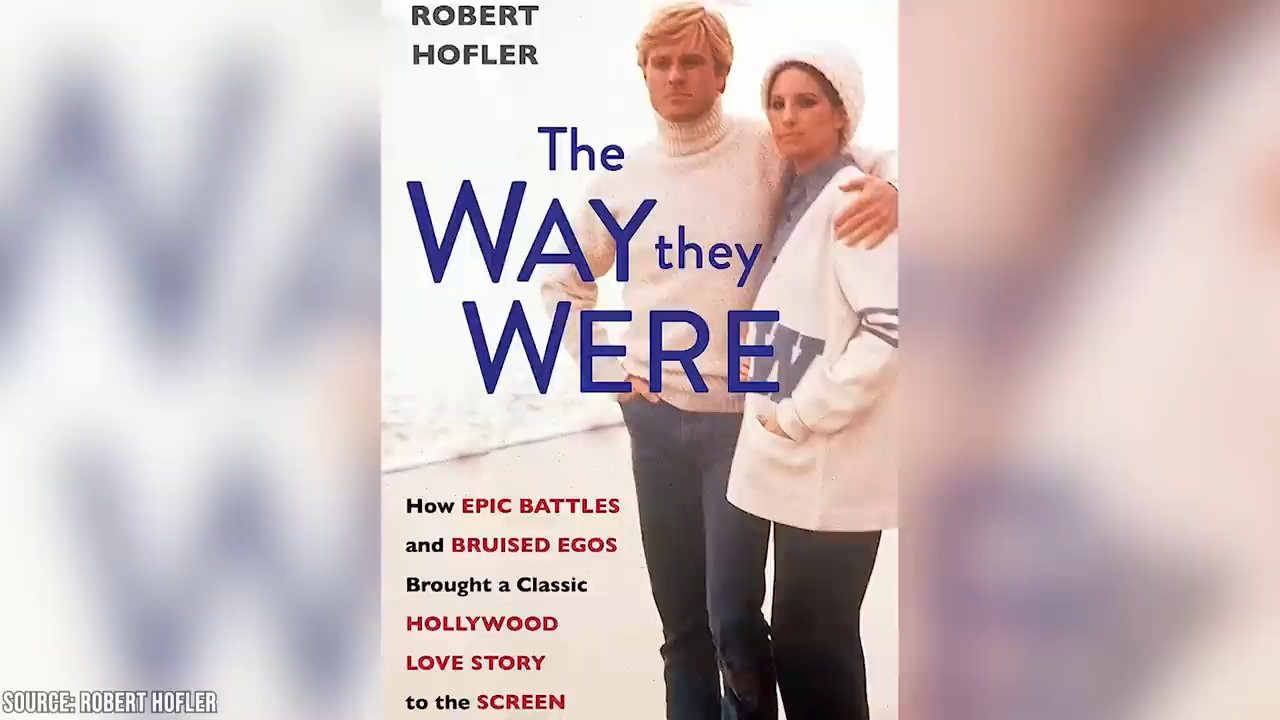 ROBERT
HOFLER
The
WAY they
WERE
W
How EPIC BATTLES
and BRUISED EGOS
Brought a Classic
HOLLYWOOD
LOVE STORY
to the SCREEN
SOURCE: ROBERT HOFLER